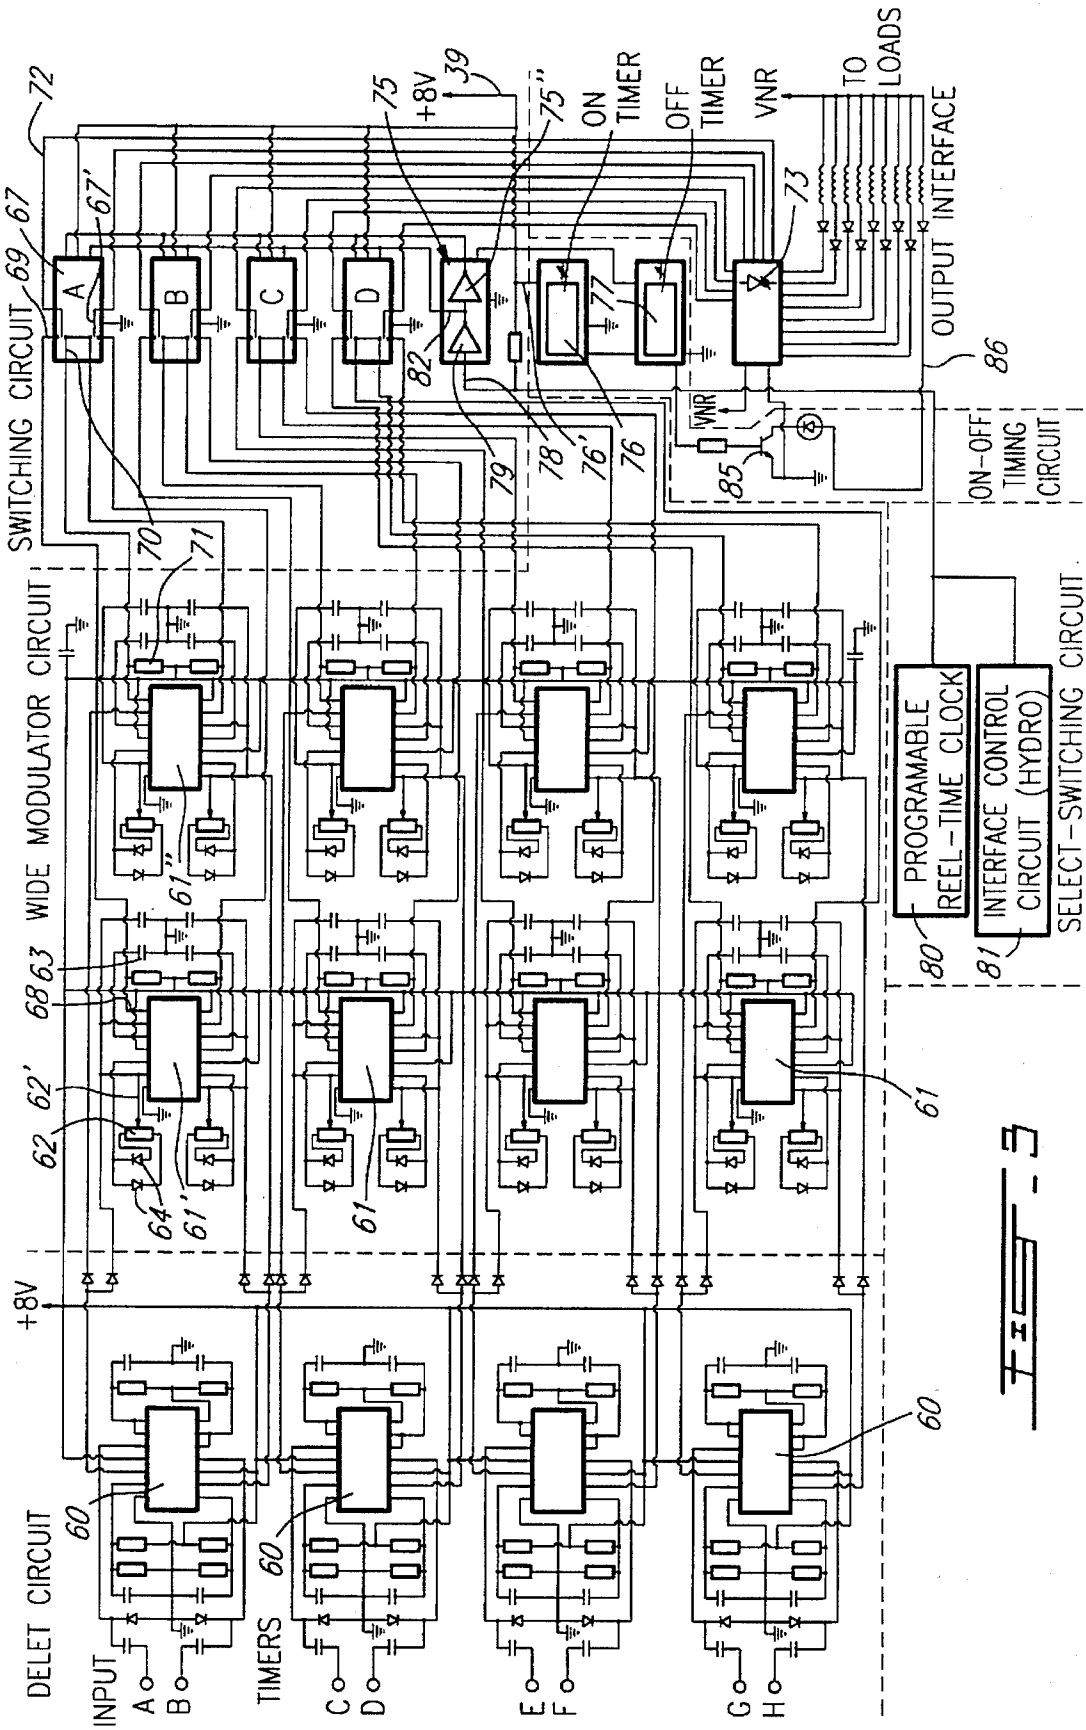 DELET CIRCUIT
WIDE MODULATOR CIRCUIT
SWITCHING CIRCUIT
INPUT
A
B
TIMERS
C
D
E
F
G
H
+8V
60
60
60
62
62'
68
63
64
61'
61"
61
61
71
70
69
67
67'
72
A
B
C
D
75
+8V
39
75"
82
79
78
76'
76
77
ON
TIMER
OFF
TIMER
VNR
VNR
73
TO
LOADS
OUTPUT INTERFACE
85
86
ON-OFF
TIMING
CIRCUIT
PROGRAMABLE
REEL-TIME CLOCK
80
INTERFACE CONTROL
CIRCUIT (HYDRO)
81
SELECT-SWITCHING CIRCUIT
FIG. 3